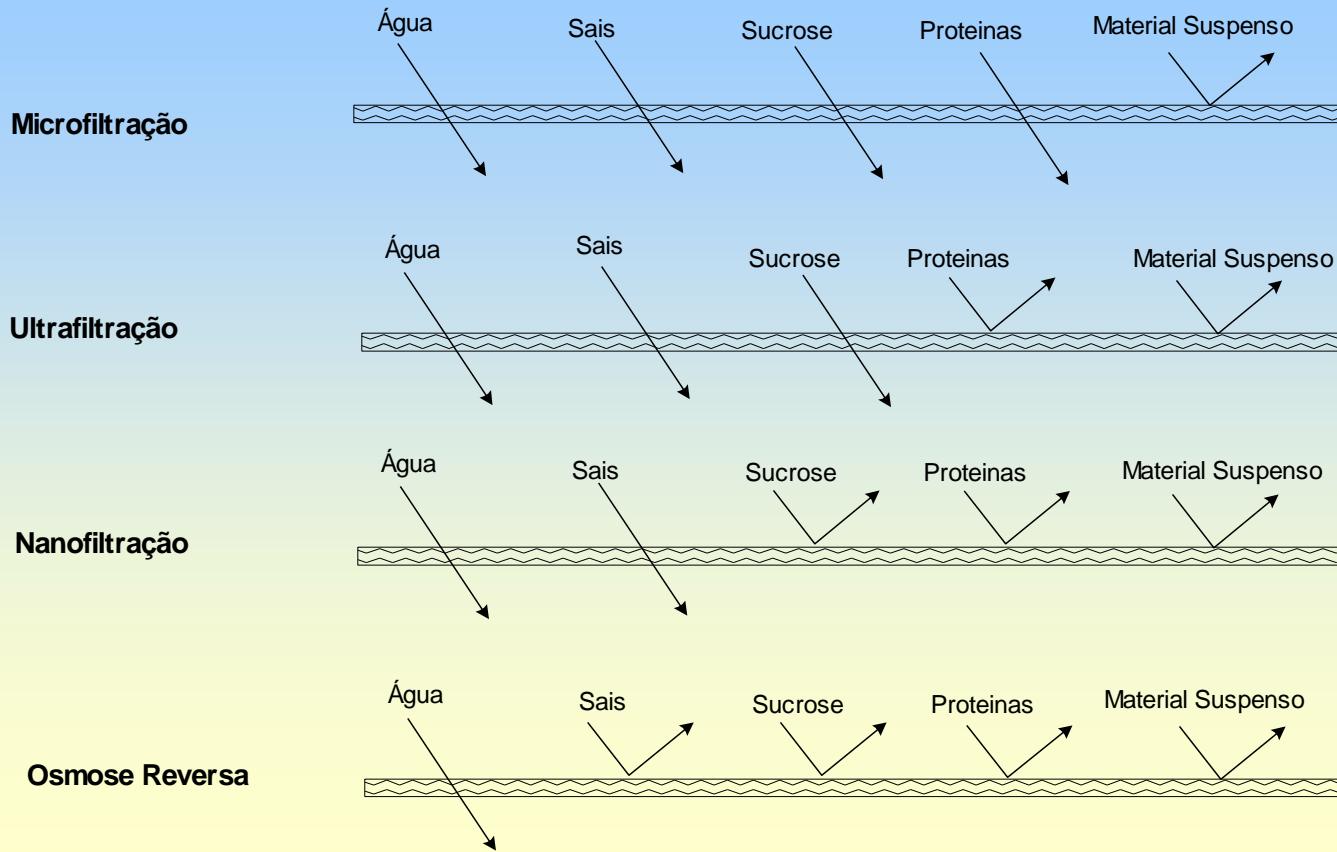 Água Sais Sucrose Proteinas Material Suspenso
Microfiltração
Água Sais Sucrose Proteinas Material Suspenso
Ultrafiltração
Água Sais Sucrose Proteinas Material Suspenso
Nanofiltração
Água Sais Sucrose Proteinas Material Suspenso
Osmose Reversa